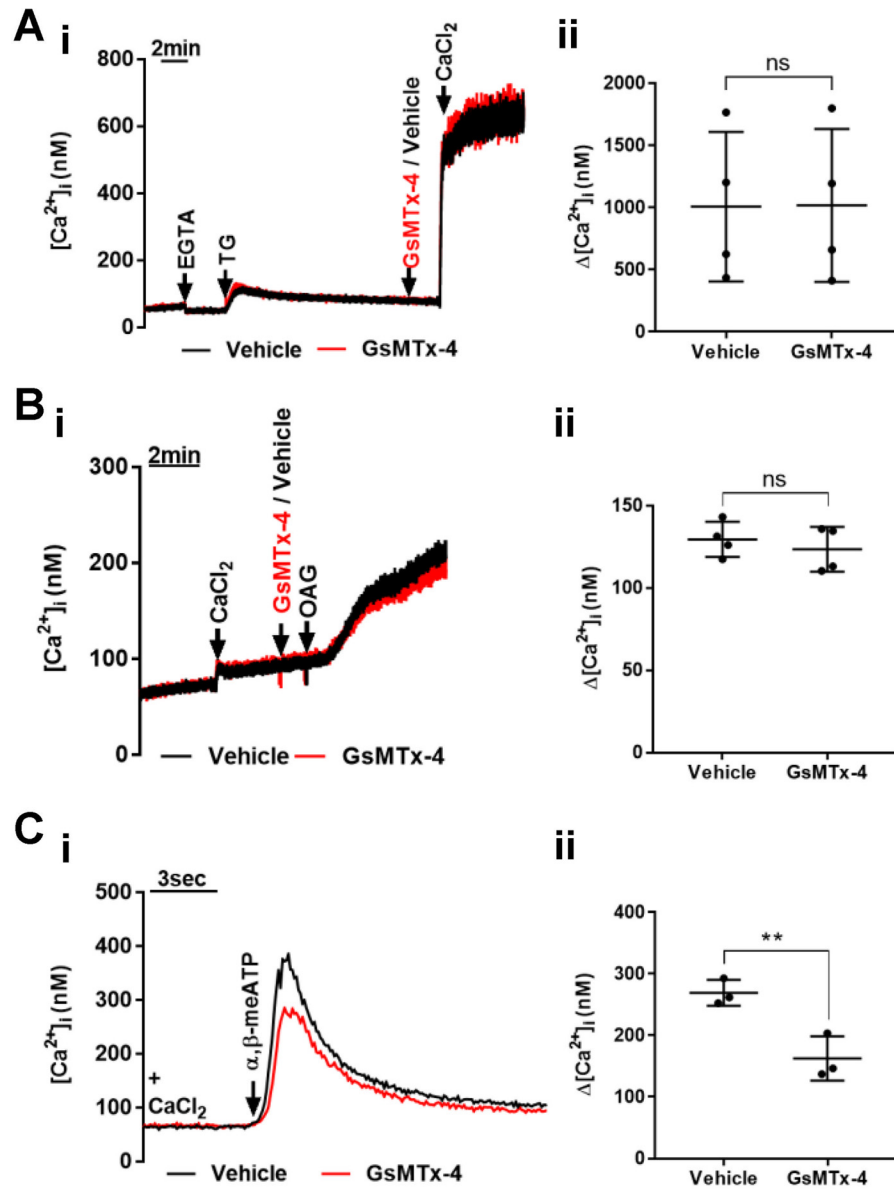 A
i
2min
800
600
400
200
0
[Ca²⁺]ᵢ (nM)
EGTA
TG
GsMTx-4 / Vehicle
CaCl₂
Vehicle
GsMTx-4
ii
ns
2000
1500
1000
500
0
Δ[Ca²⁺]ᵢ (nM)
Vehicle
GsMTx-4
B
i
2min
300
200
100
0
[Ca²⁺]ᵢ (nM)
CaCl₂
GsMTx-4 / Vehicle
OAG
Vehicle
GsMTx-4
ii
ns
150
100
50
0
Δ[Ca²⁺]ᵢ (nM)
Vehicle
GsMTx-4
C
i
3sec
500
400
300
200
100
0
[Ca²⁺]ᵢ (nM)
+
CaCl₂
α,β-meATP
Vehicle
GsMTx-4
ii
**
400
300
200
100
0
Δ[Ca²⁺]ᵢ (nM)
Vehicle
GsMTx-4